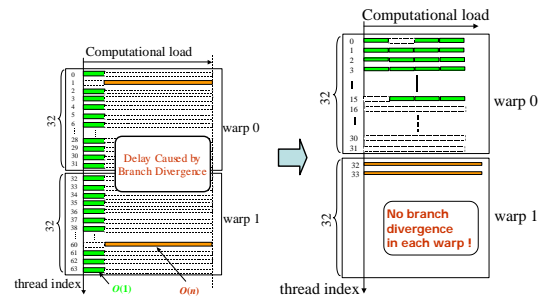 Computational load
0
1
2
3
4
5
6
28
29
30
31
32
warp 0
Delay Caused by
Branch Divergence
32
33
34
35
36
37
38
60
61
62
63
32
warp 1
thread index
O(1)
O(n)
Computational load
0
1
2
3
15
16
30
31
32
warp 0
32
33
32
warp 1
No branch
divergence
in each warp !
thread index